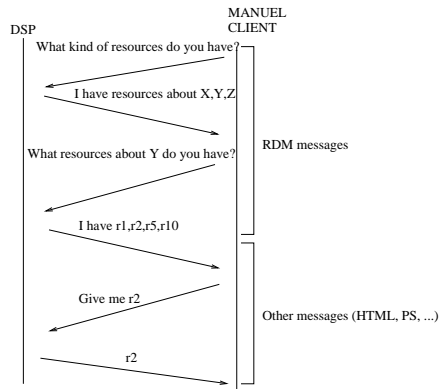 DSP
MANUEL
CLIENT
What kind of resources do you have?
I have resources about X,Y,Z
RDM messages
What resources about Y do you have?
I have r1,r2,r5,r10
Give me r2
Other messages (HTML, PS, ...)
r2